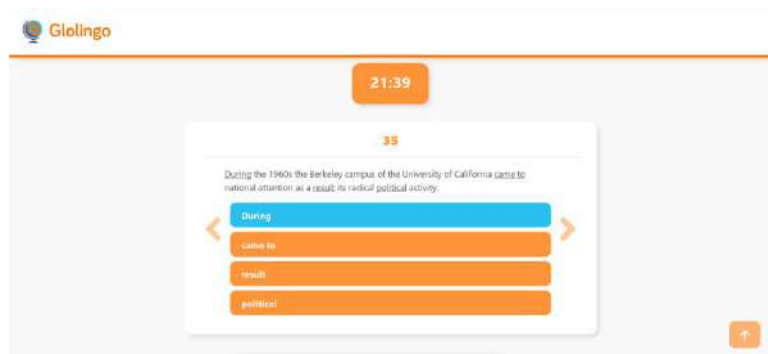 Glolingo
21:39
35
During the 1960s the Berkeley campus of the University of California came to
national attention as a result its radical political activity.
During
came to
result
political